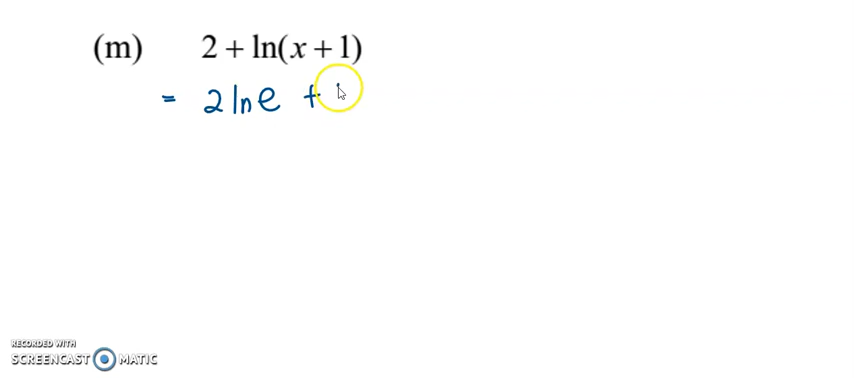 (m) 2 + ln(x + 1)
= 2 ln e +
RECORDED WITH
SCREENCAST MATIC